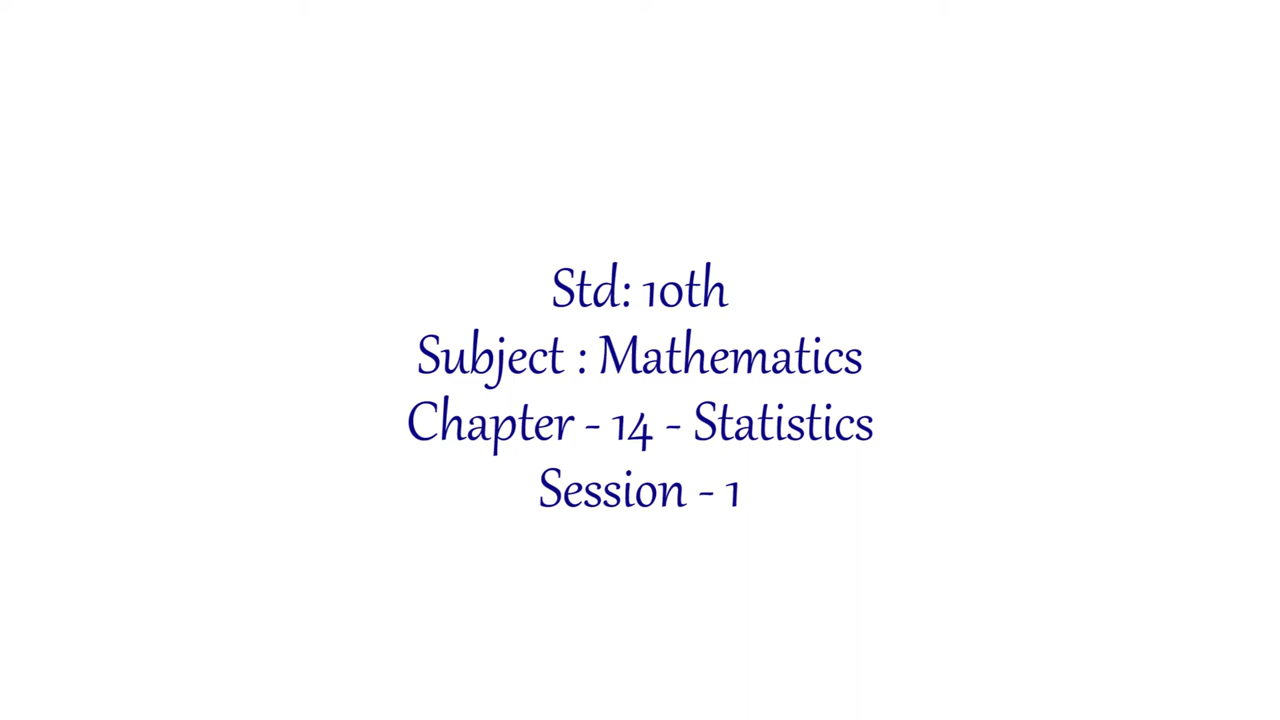 Std: 10th
Subject : Mathematics
Chapter - 14 - Statistics
Session - 1